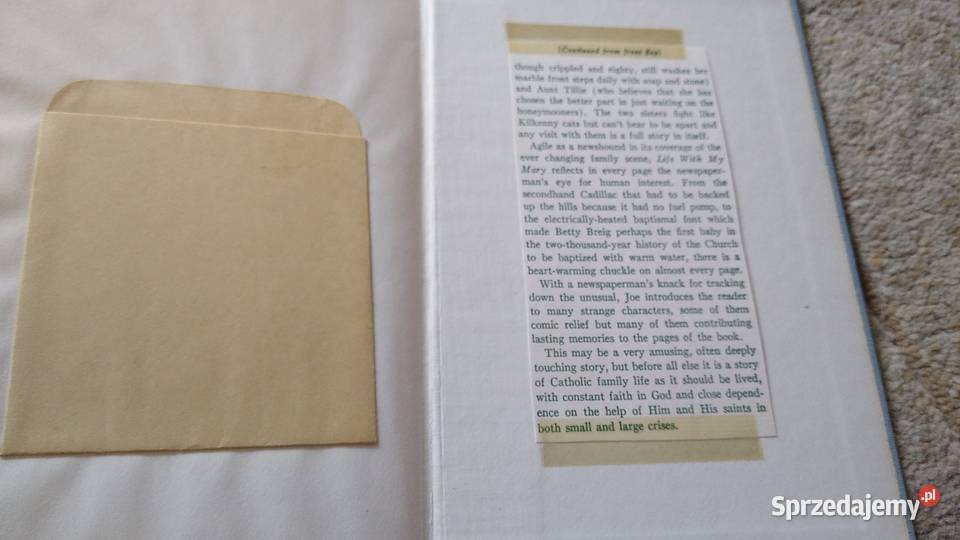 (Continued from front flap)
though crippled and eighty, still washes her
marble front steps daily with soap and stone)
and Aunt Tillie (who believes that she has
chosen the better part in just waiting on the
honeymooners). The two sisters fight like
Kilkenny cats but can't bear to be apart and
any visit with them is a full story in itself.
Agile as a newshound in its coverage of the
ever changing family scene, Life With My
Mary reflects in every page the newspaper-
man's eye for human interest. From the
secondhand Cadillac that had to be backed
up the hills because it had no fuel pump, to
the electrically-heated baptismal font which
made Betty Breig perhaps the first baby in
the two-thousand-year history of the Church
to be baptized with warm water, there is a
heart-warming chuckle on almost every page.
With a newspaperman's knack for tracking
down the unusual, Joe introduces the reader
to many strange characters, some of them
comic relief but many of them contributing
lasting memories to the pages of the book.
This may be a very amusing, often deeply
touching story, but before all else it is a story
of Catholic family life as it should be lived,
with constant faith in God and close depend-
ence on the help of Him and His saints in
both small and large crises.
Sprzedajemy.pl